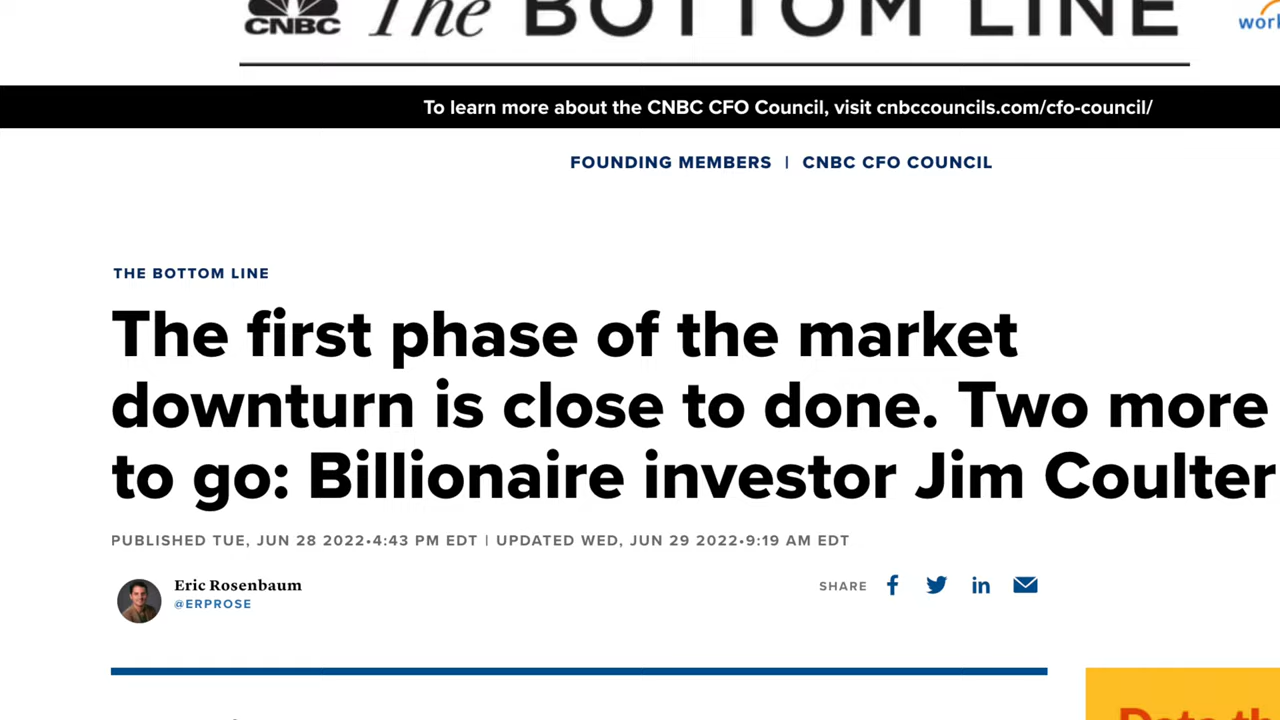 CNBC The BOTTOM LINE
To learn more about the CNBC CFO Council, visit cnbccouncils.com/cfo-council/
FOUNDING MEMBERS | CNBC CFO COUNCIL
THE BOTTOM LINE
The first phase of the market
downturn is close to done. Two more
to go: Billionaire investor Jim Coulter
PUBLISHED TUE, JUN 28 2022•4:43 PM EDT | UPDATED WED, JUN 29 2022•9:19 AM EDT
Eric Rosenbaum
@ERPROSE
SHARE